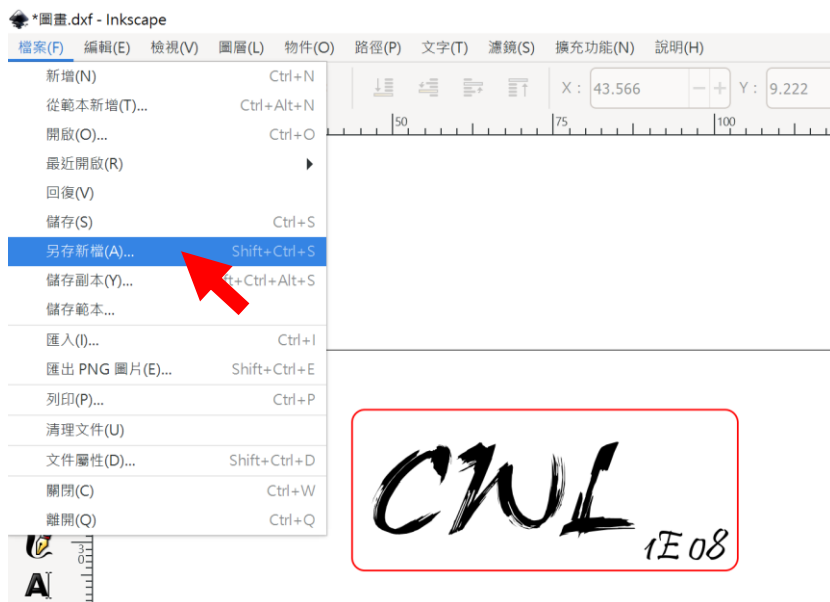 *圖畫.dxf - Inkscape
檔案(F) 編輯(E) 檢視(V) 圖層(L) 物件(O) 路徑(P) 文字(T) 濾鏡(S) 擴充功能(N) 說明(H)
新增(N) Ctrl+N
X : 43.566 Y : 9.222
從範本新增(T)... Ctrl+Alt+N
開啟(O)... Ctrl+O
50 75 100
最近開啟(R)
回復(V)
儲存(S) Ctrl+S
另存新檔(A)... Shift+Ctrl+S
儲存副本(Y)... ft+Ctrl+Alt+S
儲存範本...
匯入(I)... Ctrl+I
匯出 PNG 圖片(E)... Shift+Ctrl+E
列印(P)... Ctrl+P
清理文件(U)
文件屬性(D)... Shift+Ctrl+D
關閉(C) Ctrl+W
離開(Q) Ctrl+Q
30
A
CWL
1E 08